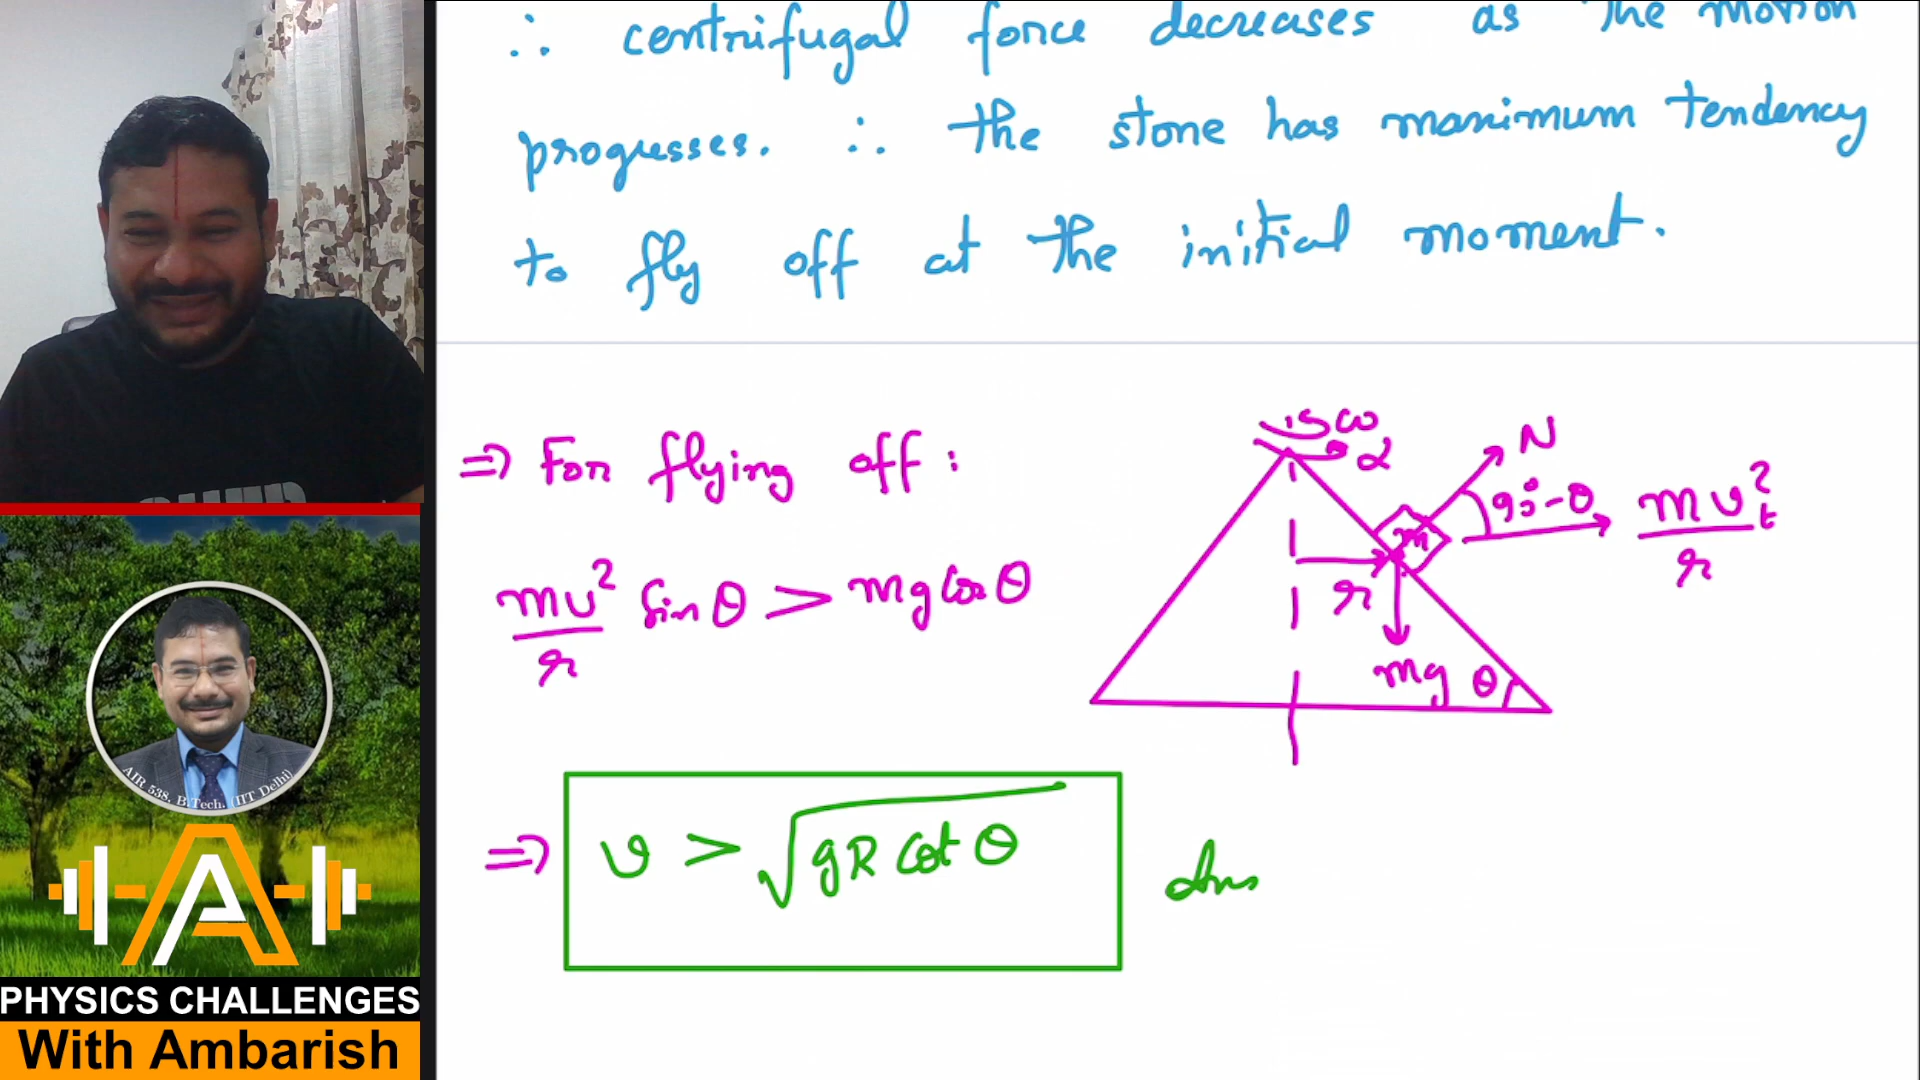 ∴ centrifugal force decreases as the motion
progresses. ∴ the stone has maximum tendency
to fly off at the initial moment.
⇒ For flying off:
mv²/r sin θ > mg cos θ
ω
α
N
90°-θ
mv_t²/r
m
r
mg
θ
⇒ v > √(gR cot θ) Ans
AIR 538, B.Tech. (IIT Delhi)
PHYSICS CHALLENGES
With Ambarish